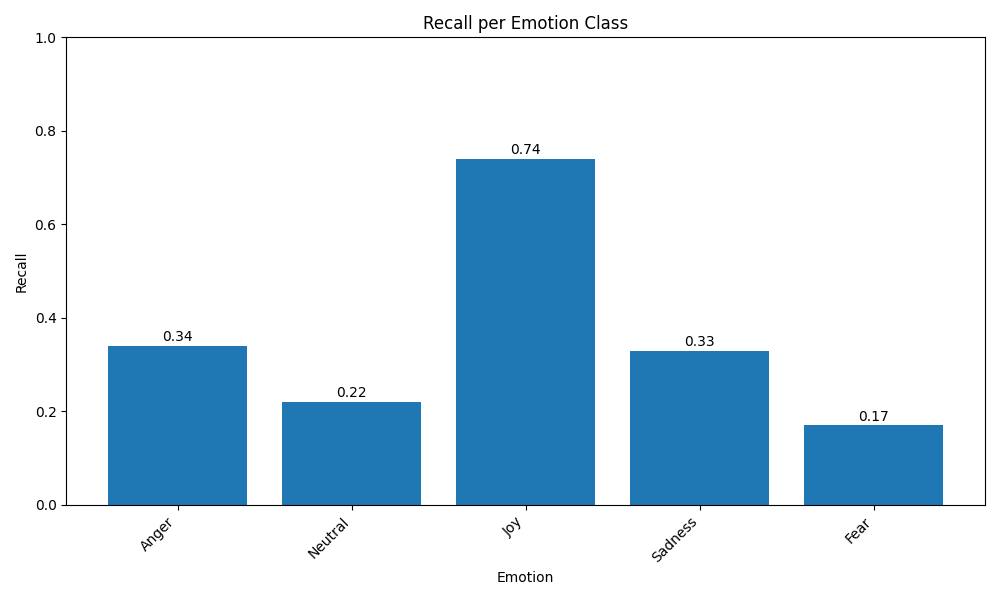 Recall per Emotion Class
1.0
0.8
0.6
0.4
0.2
0.0
Recall
0.34
0.22
0.74
0.33
0.17
Anger
Neutral
Joy
Sadness
Fear
Emotion